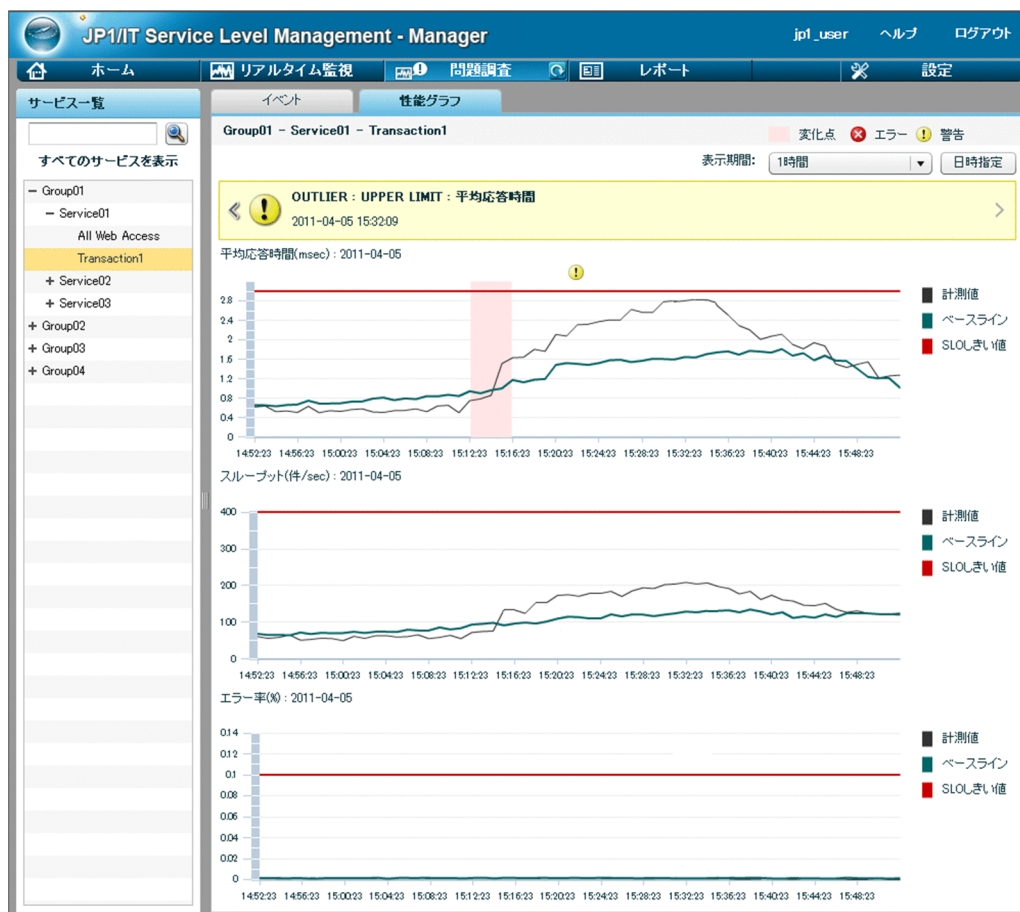 JP1/IT Service Level Management - Manager
jp1_user ヘルプ ログアウト
ホーム リアルタイム監視 問題調査 レポート 設定
サービス一覧
イベント 性能グラフ
Group01 - Service01 - Transaction1
変化点 エラー 警告
すべてのサービスを表示
表示期間: 1時間 日時指定
Group01
Service01
All Web Access
Transaction1
Service02
Service03
Group02
Group03
Group04
OUTLIER : UPPER LIMIT : 平均応答時間
2011-04-05 15:32:09
平均応答時間(msec) : 2011-04-05
2.8
2.4
2
1.6
1.2
0.8
0.4
0
14:52:23 14:56:23 15:00:23 15:04:23 15:08:23 15:12:23 15:16:23 15:20:23 15:24:23 15:28:23 15:32:23 15:36:23 15:40:23 15:44:23 15:48:23
計測値
ベースライン
SLOしきい値
スループット(件/sec) : 2011-04-05
400
300
200
100
0
14:52:23 14:56:23 15:00:23 15:04:23 15:08:23 15:12:23 15:16:23 15:20:23 15:24:23 15:28:23 15:32:23 15:36:23 15:40:23 15:44:23 15:48:23
計測値
ベースライン
SLOしきい値
エラー率(%) : 2011-04-05
0.14
0.12
0.1
0.08
0.06
0.04
0.02
0
14:52:23 14:56:23 15:00:23 15:04:23 15:08:23 15:12:23 15:16:23 15:20:23 15:24:23 15:28:23 15:32:23 15:36:23 15:40:23 15:44:23 15:48:23
計測値
ベースライン
SLOしきい値